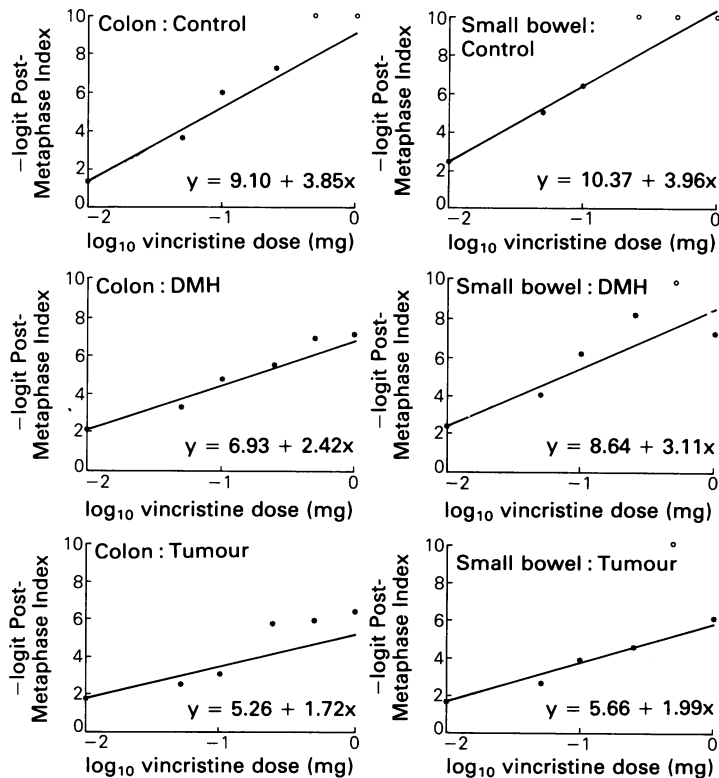 Colon : Control
−logit Post-
Metaphase Index
10
8
6
4
2
0
y = 9.10 + 3.85x
−2
−1
0
log₁₀ vincristine dose (mg)
Small bowel:
Control
−logit Post-
Metaphase Index
10
8
6
4
2
0
y = 10.37 + 3.96x
−2
−1
0
log₁₀ vincristine dose (mg)
Colon : DMH
−logit Post-
Metaphase Index
10
8
6
4
2
0
y = 6.93 + 2.42x
−2
−1
0
log₁₀ vincristine dose (mg)
Small bowel : DMH
−logit Post-
Metaphase Index
10
8
6
4
2
0
y = 8.64 + 3.11x
−2
−1
0
log₁₀ vincristine dose (mg)
Colon : Tumour
−logit Post-
Metaphase Index
10
8
6
4
2
0
y = 5.26 + 1.72x
−2
−1
0
log₁₀ vincristine dose (mg)
Small bowel : Tumour
−logit Post-
Metaphase Index
10
8
6
4
2
0
y = 5.66 + 1.99x
−2
−1
0
log₁₀ vincristine dose (mg)